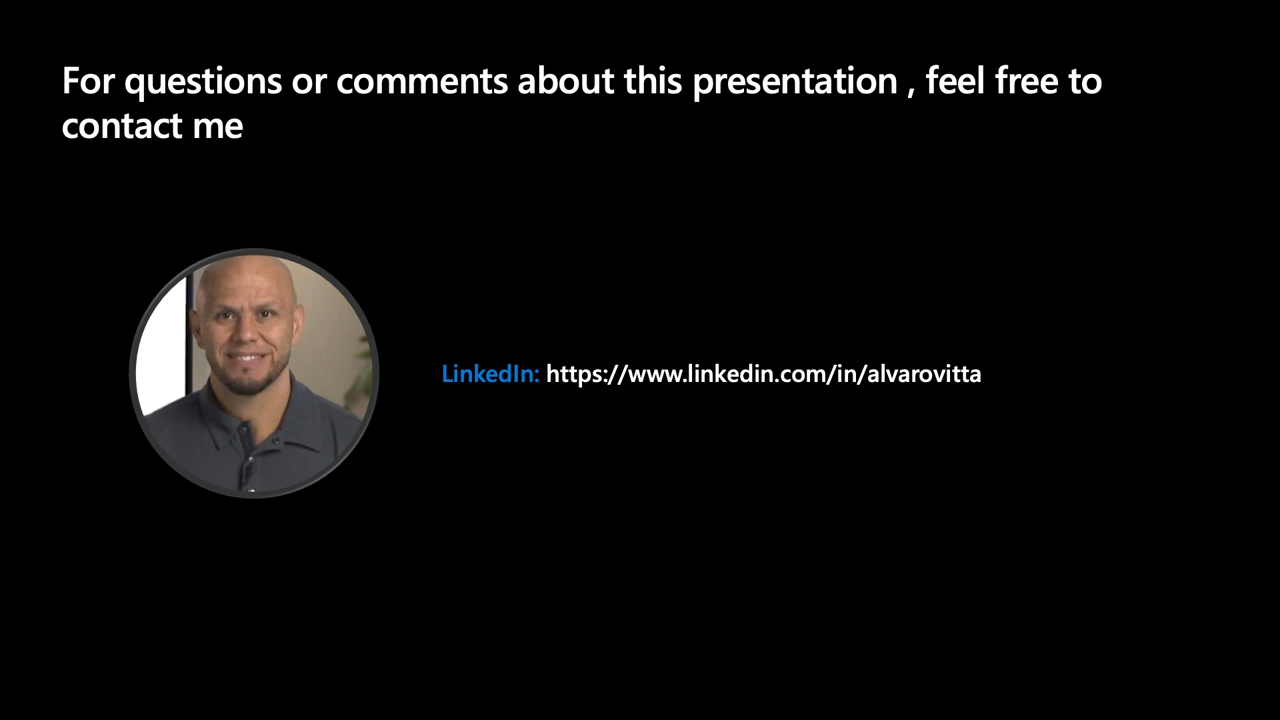 For questions or comments about this presentation , feel free to
contact me
LinkedIn: https://www.linkedin.com/in/alvarovitta